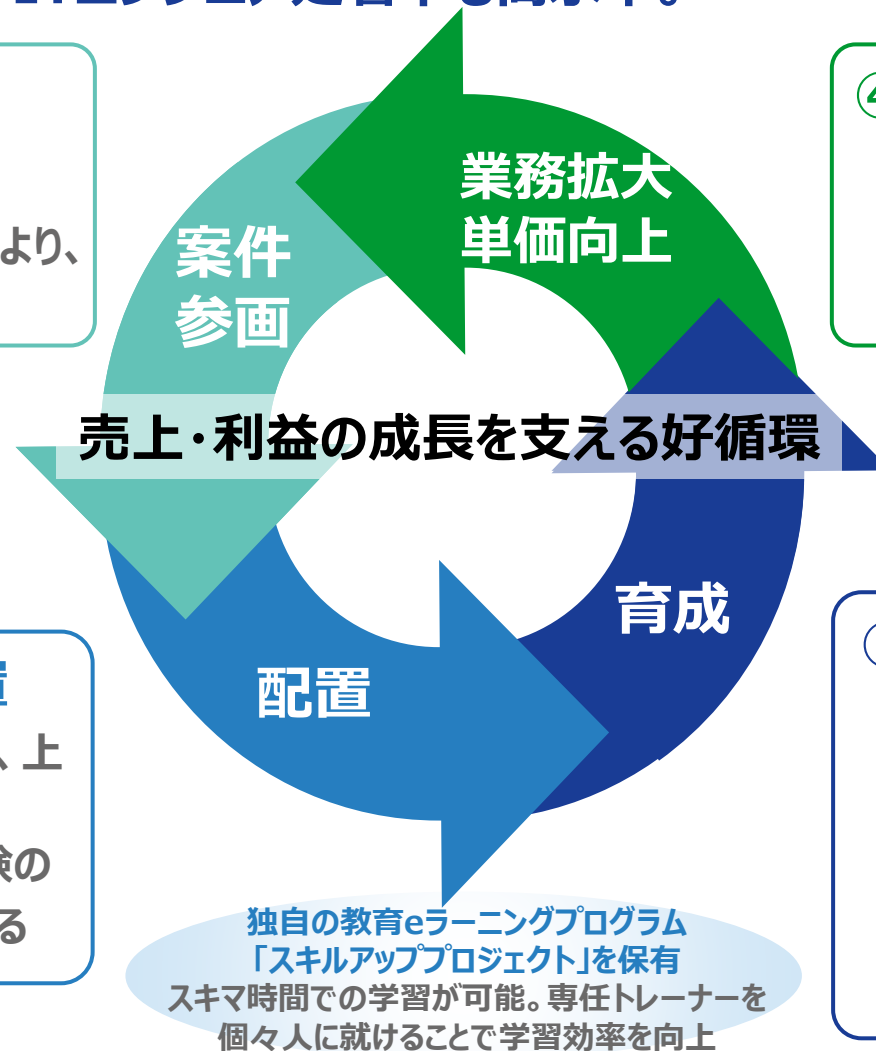 より、
業務拡大
単価向上
案件
参画
売上・利益の成長を支える好循環
育成
配置
、上
の
る
独自の教育eラーニングプログラム
「スキルアッププロジェクト」を保有
スキマ時間での学習が可能。専任トレーナーを
個々人に就けることで学習効率を向上